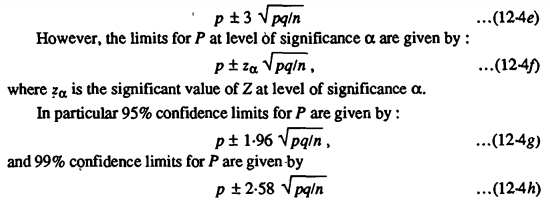 p ± 3 √pq/n ...(12·4e)
However, the limits for P at level of significance α are given by :
p ± zα √pq/n , ...(12·4f)
where zα is the significant value of Z at level of significance α.
In particular 95% confidence limits for P are given by :
p ± 1·96 √pq/n , ...(12·4g)
and 99% confidence limits for P are given by
p ± 2·58 √pq/n ...(12·4h)